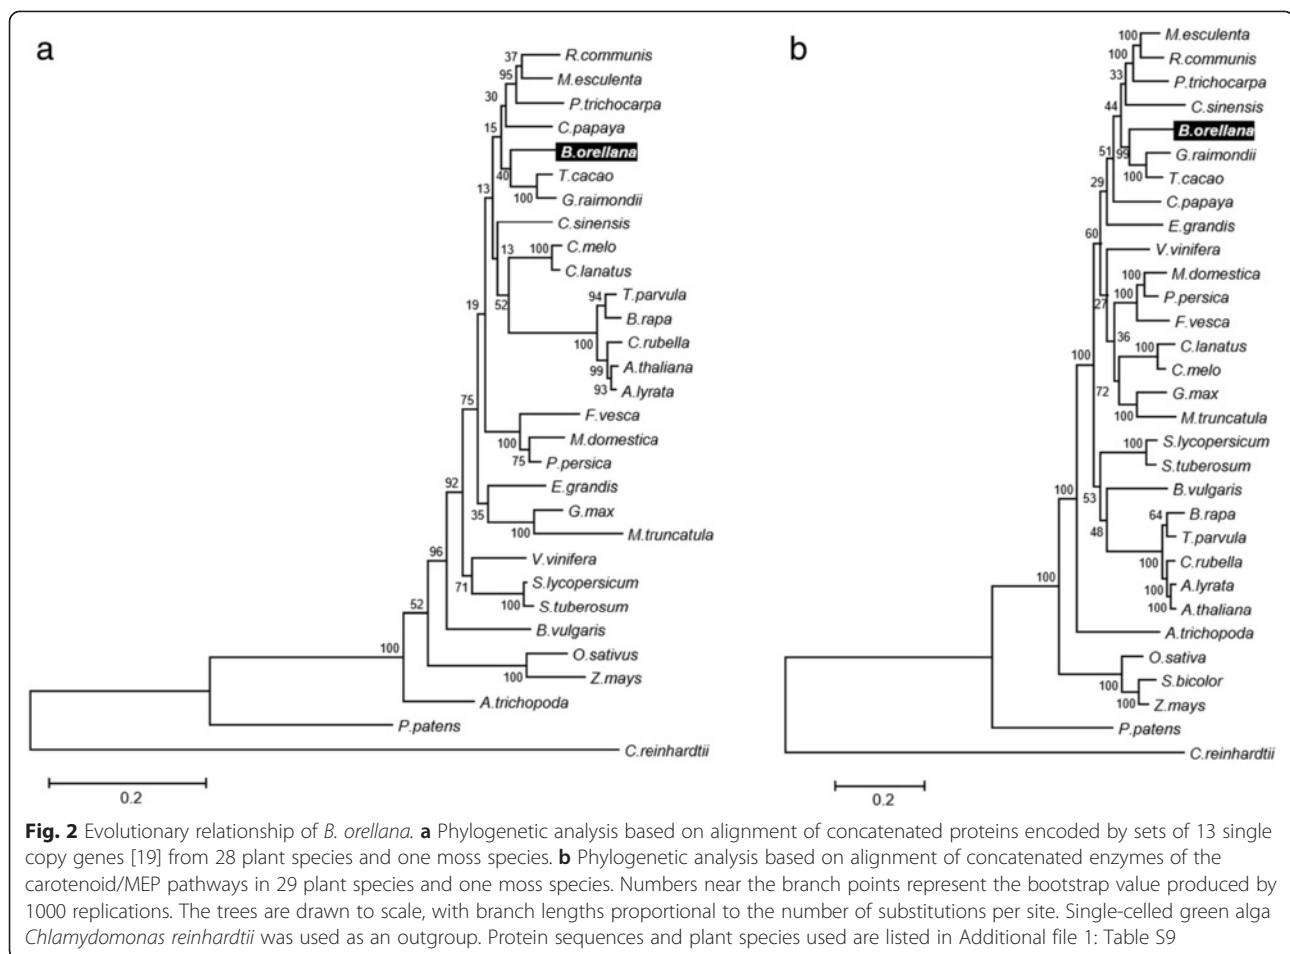 a
37
R.communis
95
M.esculenta
30
P.trichocarpa
15
C.papaya
B.orellana
40
T.cacao
100
G.raimondii
13
C.sinensis
13
100
C.melo
C.lanatus
52
94
T.parvula
B.rapa
19
100
C.rubella
99
A.thaliana
93
A.lyrata
75
F.vesca
100
M.domestica
75
P.persica
92
E.grandis
35
G.max
100
M.truncatula
96
V.vinifera
71
S.lycopersicum
100
S.tuberosum
52
B.vulgaris
100
O.sativus
100
Z.mays
A.trichopoda
P.patens
C.reinhardtii
0.2
b
100
M.esculenta
100
R.communis
33
P.trichocarpa
44
C.sinensis
B.orellana
51
99
G.raimondii
100
T.cacao
29
C.papaya
60
E.grandis
V.vinifera
100
M.domestica
100
P.persica
27
F.vesca
36
100
C.lanatus
100
C.melo
72
G.max
100
M.truncatula
100
S.lycopersicum
S.tuberosum
100
53
B.vulgaris
64
B.rapa
48
T.parvula
100
C.rubella
100
A.lyrata
100
A.thaliana
100
A.trichopoda
O.sativa
100
S.bicolor
100
Z.mays
P.patens
C.reinhardtii
0.2
Fig. 2 Evolutionary relationship of B. orellana. a Phylogenetic analysis based on alignment of concatenated proteins encoded by sets of 13 single
copy genes [19] from 28 plant species and one moss species. b Phylogenetic analysis based on alignment of concatenated enzymes of the
carotenoid/MEP pathways in 29 plant species and one moss species. Numbers near the branch points represent the bootstrap value produced by
1000 replications. The trees are drawn to scale, with branch lengths proportional to the number of substitutions per site. Single-celled green alga
Chlamydomonas reinhardtii was used as an outgroup. Protein sequences and plant species used are listed in Additional file 1: Table S9